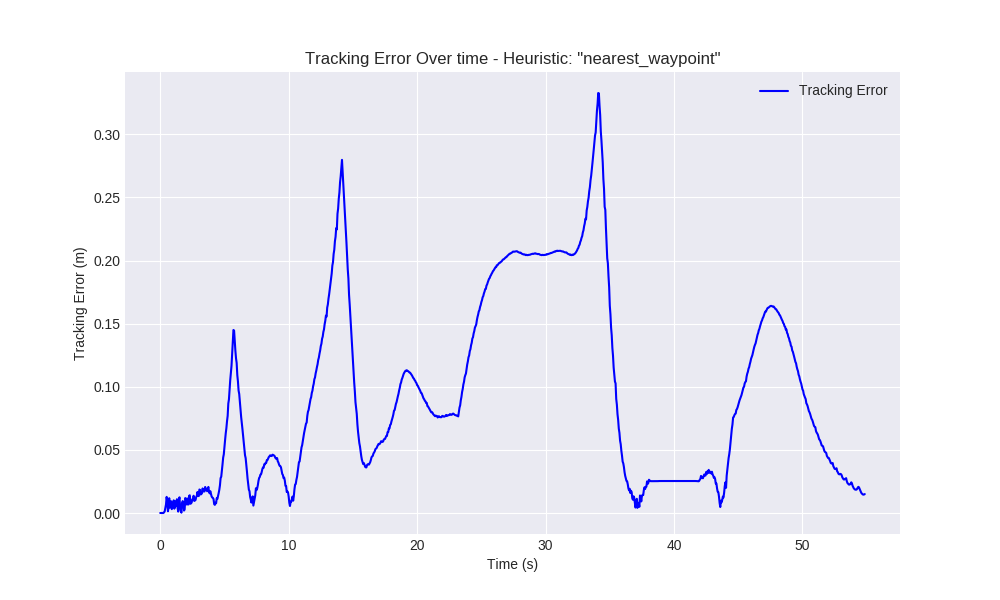 Tracking Error Over time - Heuristic: "nearest_waypoint"
Tracking Error
0.30
0.25
0.20
0.15
0.10
0.05
0.00
Tracking Error (m)
0 10 20 30 40 50
Time (s)